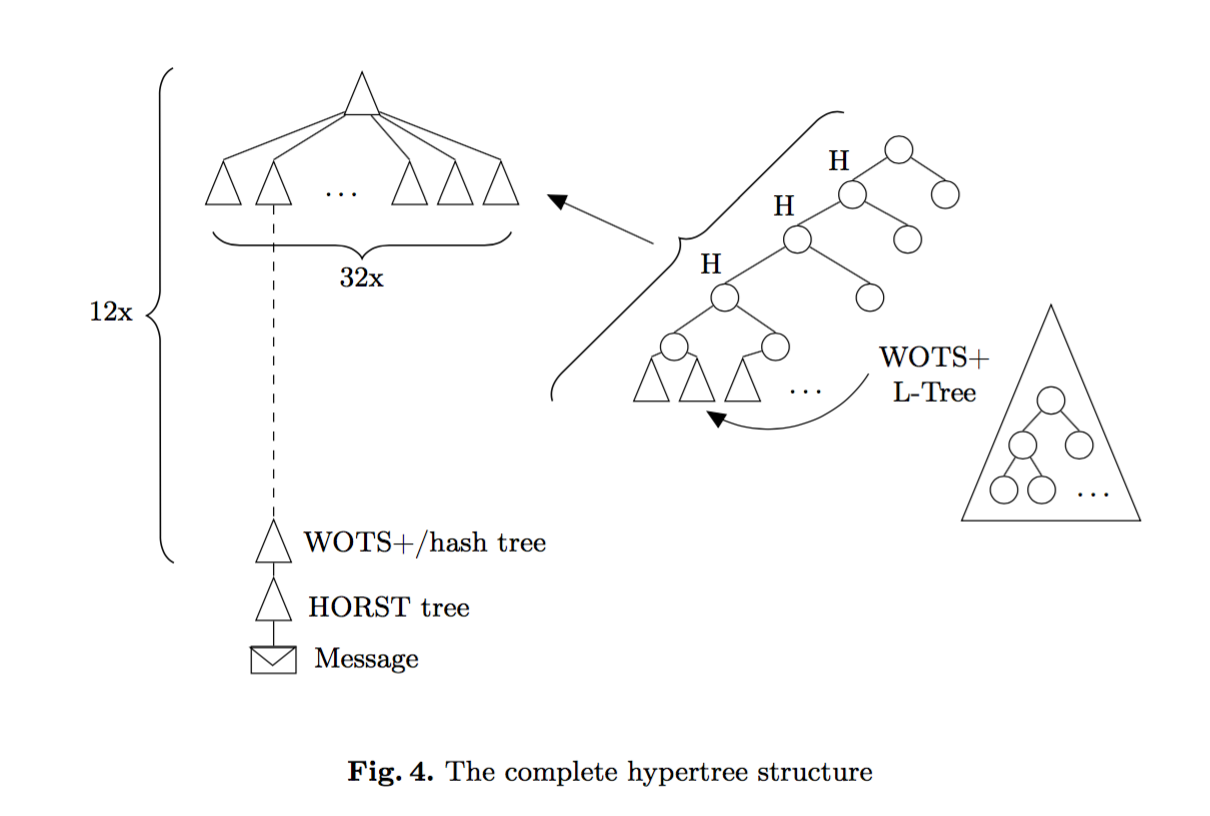 H
H
H
32x
12x
WOTS+
L-Tree
...
...
...
WOTS+/hash tree
HORST tree
Message
Fig. 4. The complete hypertree structure